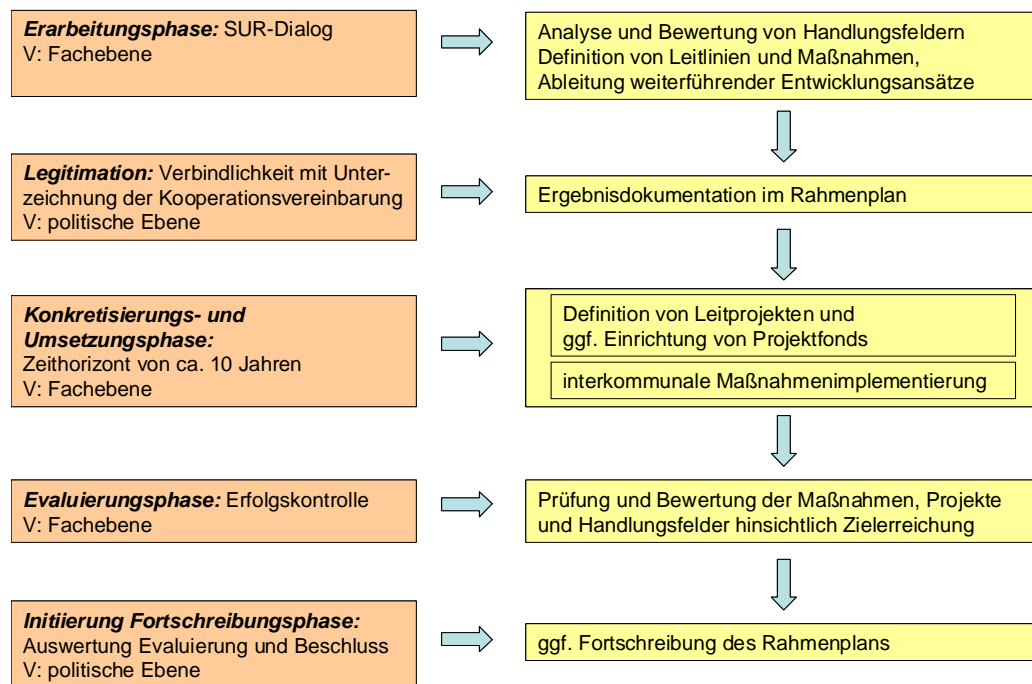 Erarbeitungsphase: SUR-Dialog
V: Fachebene
Analyse und Bewertung von Handlungsfeldern
Definition von Leitlinien und Maßnahmen,
Ableitung weiterführender Entwicklungsansätze
Legitimation: Verbindlichkeit mit Unter-
zeichnung der Kooperationsvereinbarung
V: politische Ebene
Ergebnisdokumentation im Rahmenplan
Konkretisierungs- und
Umsetzungsphase:
Zeithorizont von ca. 10 Jahren
V: Fachebene
Definition von Leitprojekten und
ggf. Einrichtung von Projektfonds
interkommunale Maßnahmenimplementierung
Evaluierungsphase: Erfolgskontrolle
V: Fachebene
Prüfung und Bewertung der Maßnahmen, Projekte
und Handlungsfelder hinsichtlich Zielerreichung
Initiierung Fortschreibungsphase:
Auswertung Evaluierung und Beschluss
V: politische Ebene
ggf. Fortschreibung des Rahmenplans